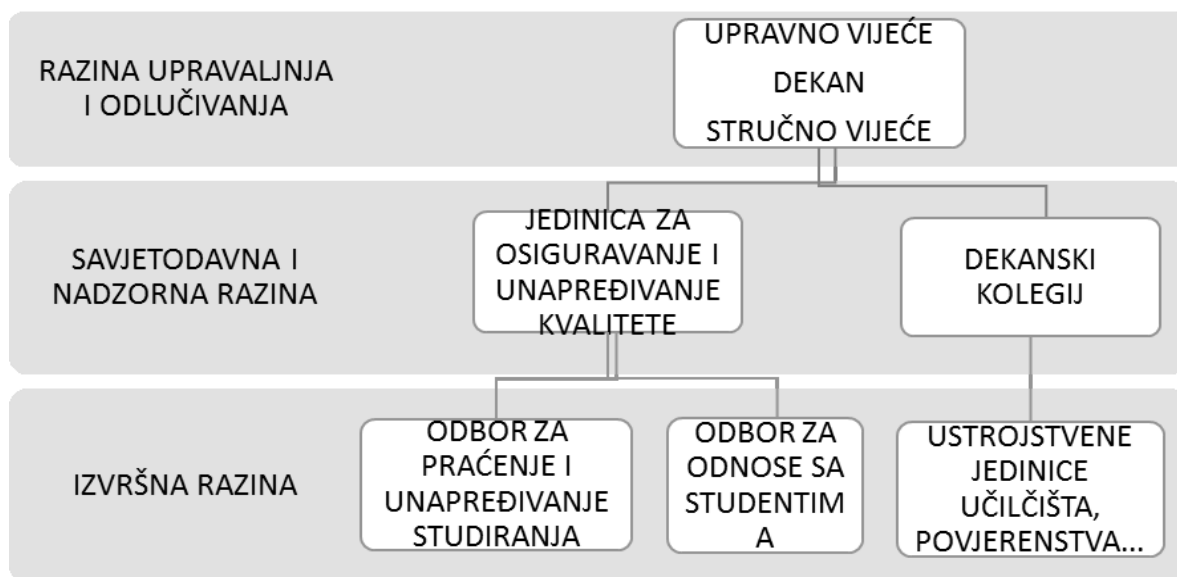 RAZINA UPRAVALJNJA
I ODLUČIVANJA
UPRAVNO VIJEĆE
DEKAN
STRUČNO VIJEĆE
SAVJETODAVNA I
NADZORNA RAZINA
JEDINICA ZA
OSIGURAVANJE I
UNAPREĐIVANJE
KVALITETE
DEKANSKI
KOLEGIJ
IZVRŠNA RAZINA
ODBOR ZA
PRAĆENJE I
UNAPREĐIVANJE
STUDIRANJA
ODBOR ZA
ODNOSE SA
STUDENTIM
A
USTROJSTVENE
JEDINICE
UČILČIŠTA,
POVJERENSTVA...